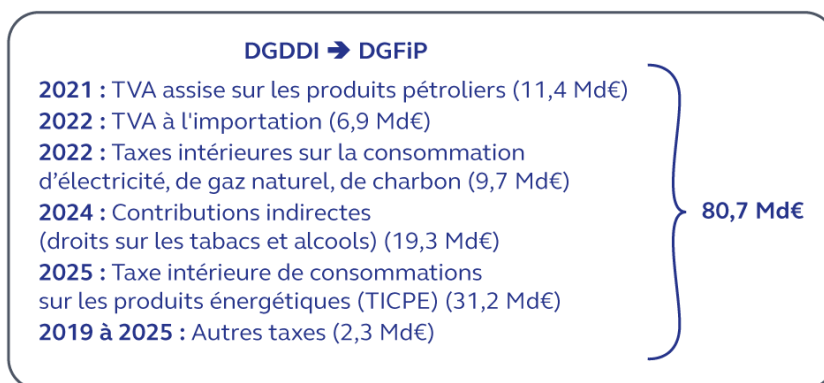 DGDDI ➔ DGFiP
2021 : TVA assise sur les produits pétroliers (11,4 Md€)
2022 : TVA à l'importation (6,9 Md€)
2022 : Taxes intérieures sur la consommation
d’électricité, de gaz naturel, de charbon (9,7 Md€)
2024 : Contributions indirectes
(droits sur les tabacs et alcools) (19,3 Md€)
2025 : Taxe intérieure de consommations
sur les produits énergétiques (TICPE) (31,2 Md€)
2019 à 2025 : Autres taxes (2,3 Md€)
80,7 Md€